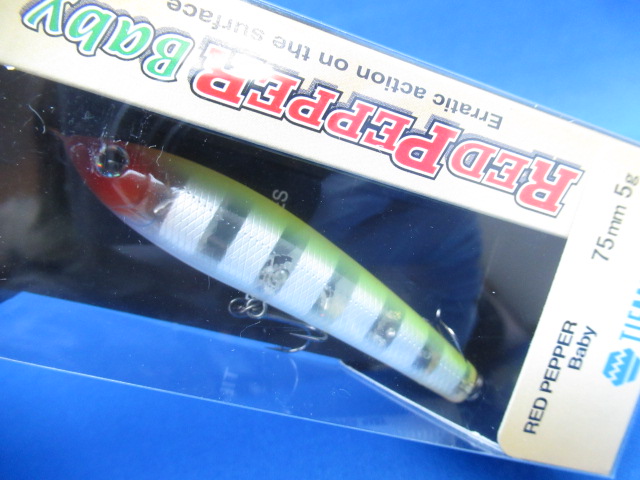 RED PEPPER Baby
Erratic action on the surface
75mm 5g
RED PEPPER
Baby